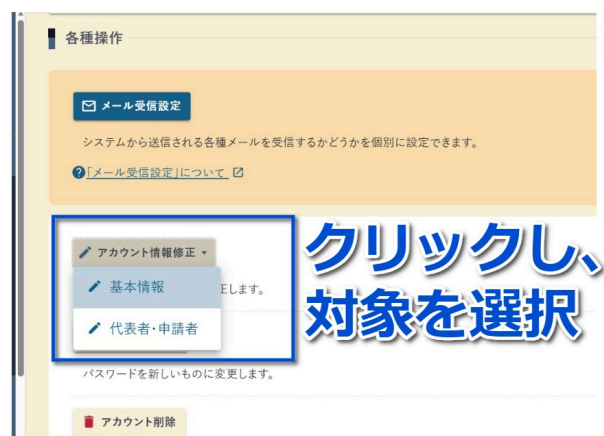 各種操作
メール受信設定
システムから送信される各種メールを受信するかどうかを個別に設定できます。
「メール受信設定」について
アカウント情報修正
基本情報
正します。
代表者・申請者
パスワードを新しいものに変更します。
アカウント削除
クリックし、
対象を選択